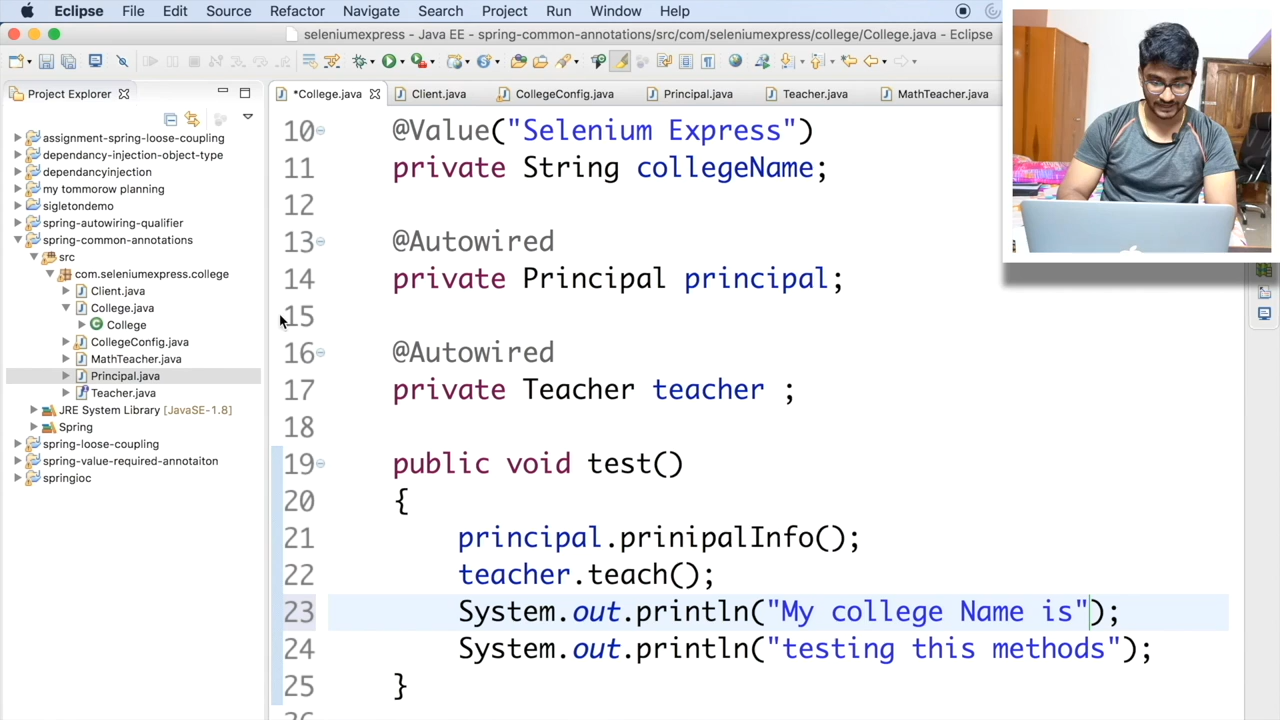 Eclipse File Edit Source Refactor Navigate Search Project Run Window Help
seleniumexpress - Java EE - spring-common-annotations/src/com/seleniumexpress/college/College.java - Eclipse
Project Explorer
*College.java Client.java CollegeConfig.java Principal.java Teacher.java MathTeacher.java
assignment-spring-loose-coupling
dependancy-injection-object-type
dependancyinjection
my tommorow planning
sigletondemo
spring-autowiring-qualifier
spring-common-annotations
src
com.seleniumexpress.college
Client.java
College.java
College
CollegeConfig.java
MathTeacher.java
Principal.java
Teacher.java
JRE System Library [JavaSE-1.8]
Spring
spring-loose-coupling
spring-value-required-annotaiton
springioc
10 @Value("Selenium Express")
11 private String collegeName;
12
13 @Autowired
14 private Principal principal;
15
16 @Autowired
17 private Teacher teacher ;
18
19 public void test()
20 {
21 principal.prinipalInfo();
22 teacher.teach();
23 System.out.println("My college Name is");
24 System.out.println("testing this methods");
25 }